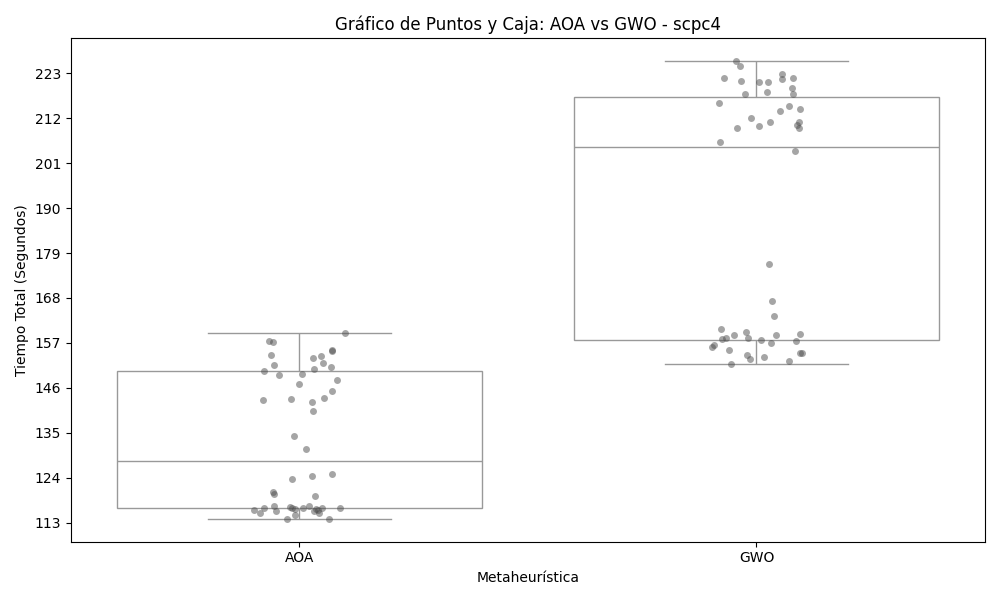 Gráfico de Puntos y Caja: AOA vs GWO - scpc4
Tiempo Total (Segundos)
223
212
201
190
179
168
157
146
135
124
113
AOA
GWO
Metaheurística